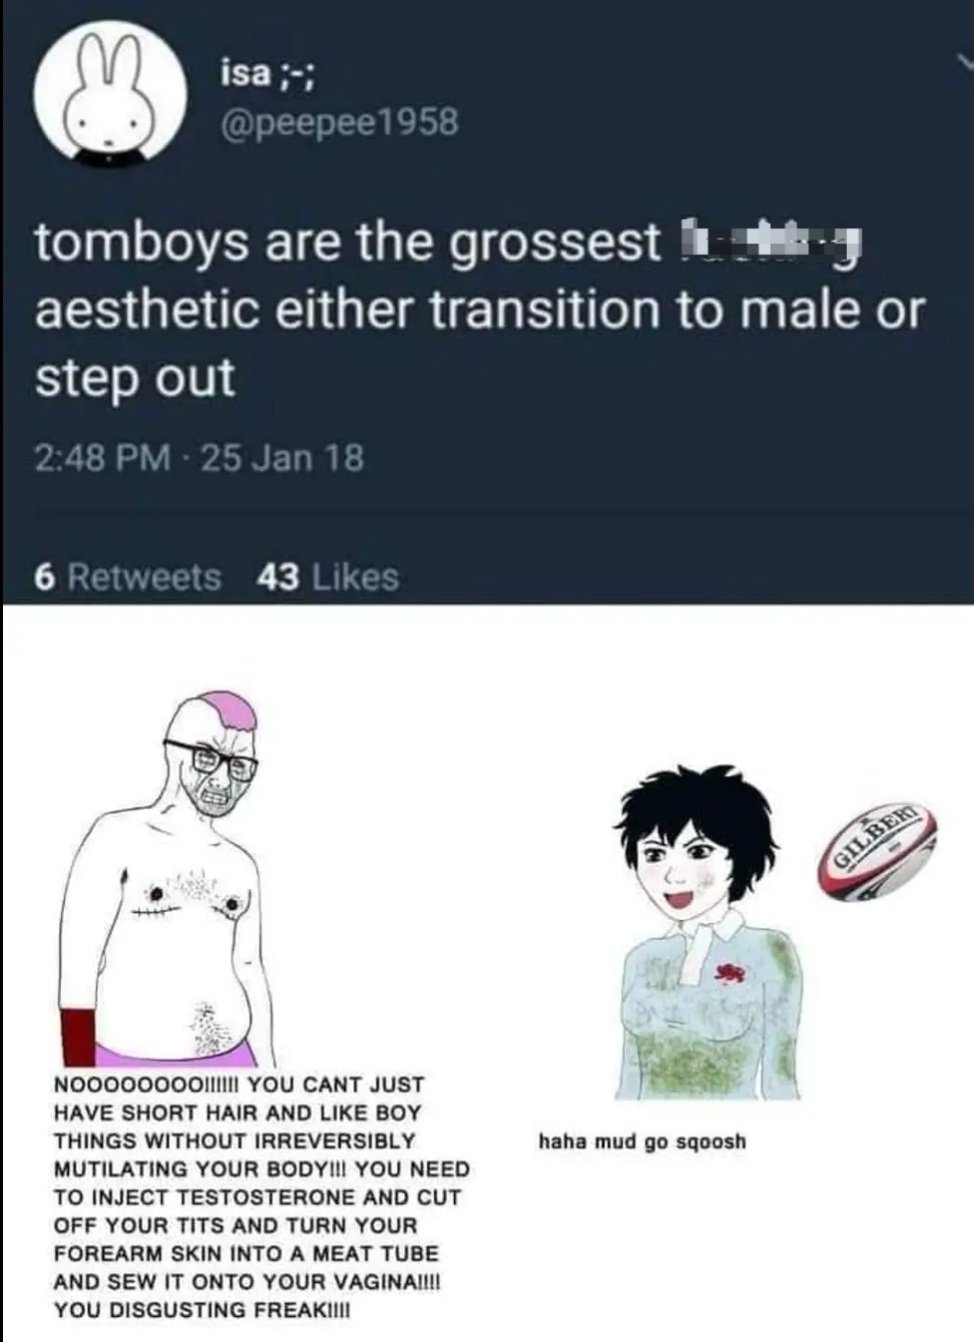 isa ;-;
@peepee1958
tomboys are the grossest
aesthetic either transition to male or
step out
2:48 PM · 25 Jan 18
6 Retweets 43 Likes
GILBERT
NOOOOOOOOO!!!!!! YOU CANT JUST
HAVE SHORT HAIR AND LIKE BOY
THINGS WITHOUT IRREVERSIBLY
MUTILATING YOUR BODY!!! YOU NEED
TO INJECT TESTOSTERONE AND CUT
OFF YOUR TITS AND TURN YOUR
FOREARM SKIN INTO A MEAT TUBE
AND SEW IT ONTO YOUR VAGINA!!!!
YOU DISGUSTING FREAK!!!!!
haha mud go sqoosh